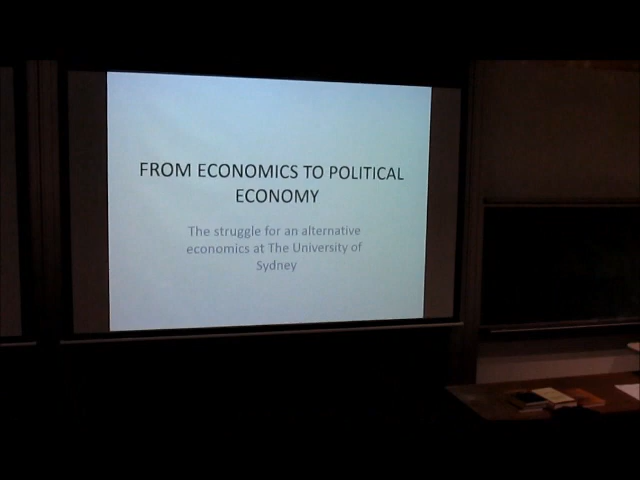 FROM ECONOMICS TO POLITICAL
ECONOMY
The struggle for an alternative
economics at The University of
Sydney